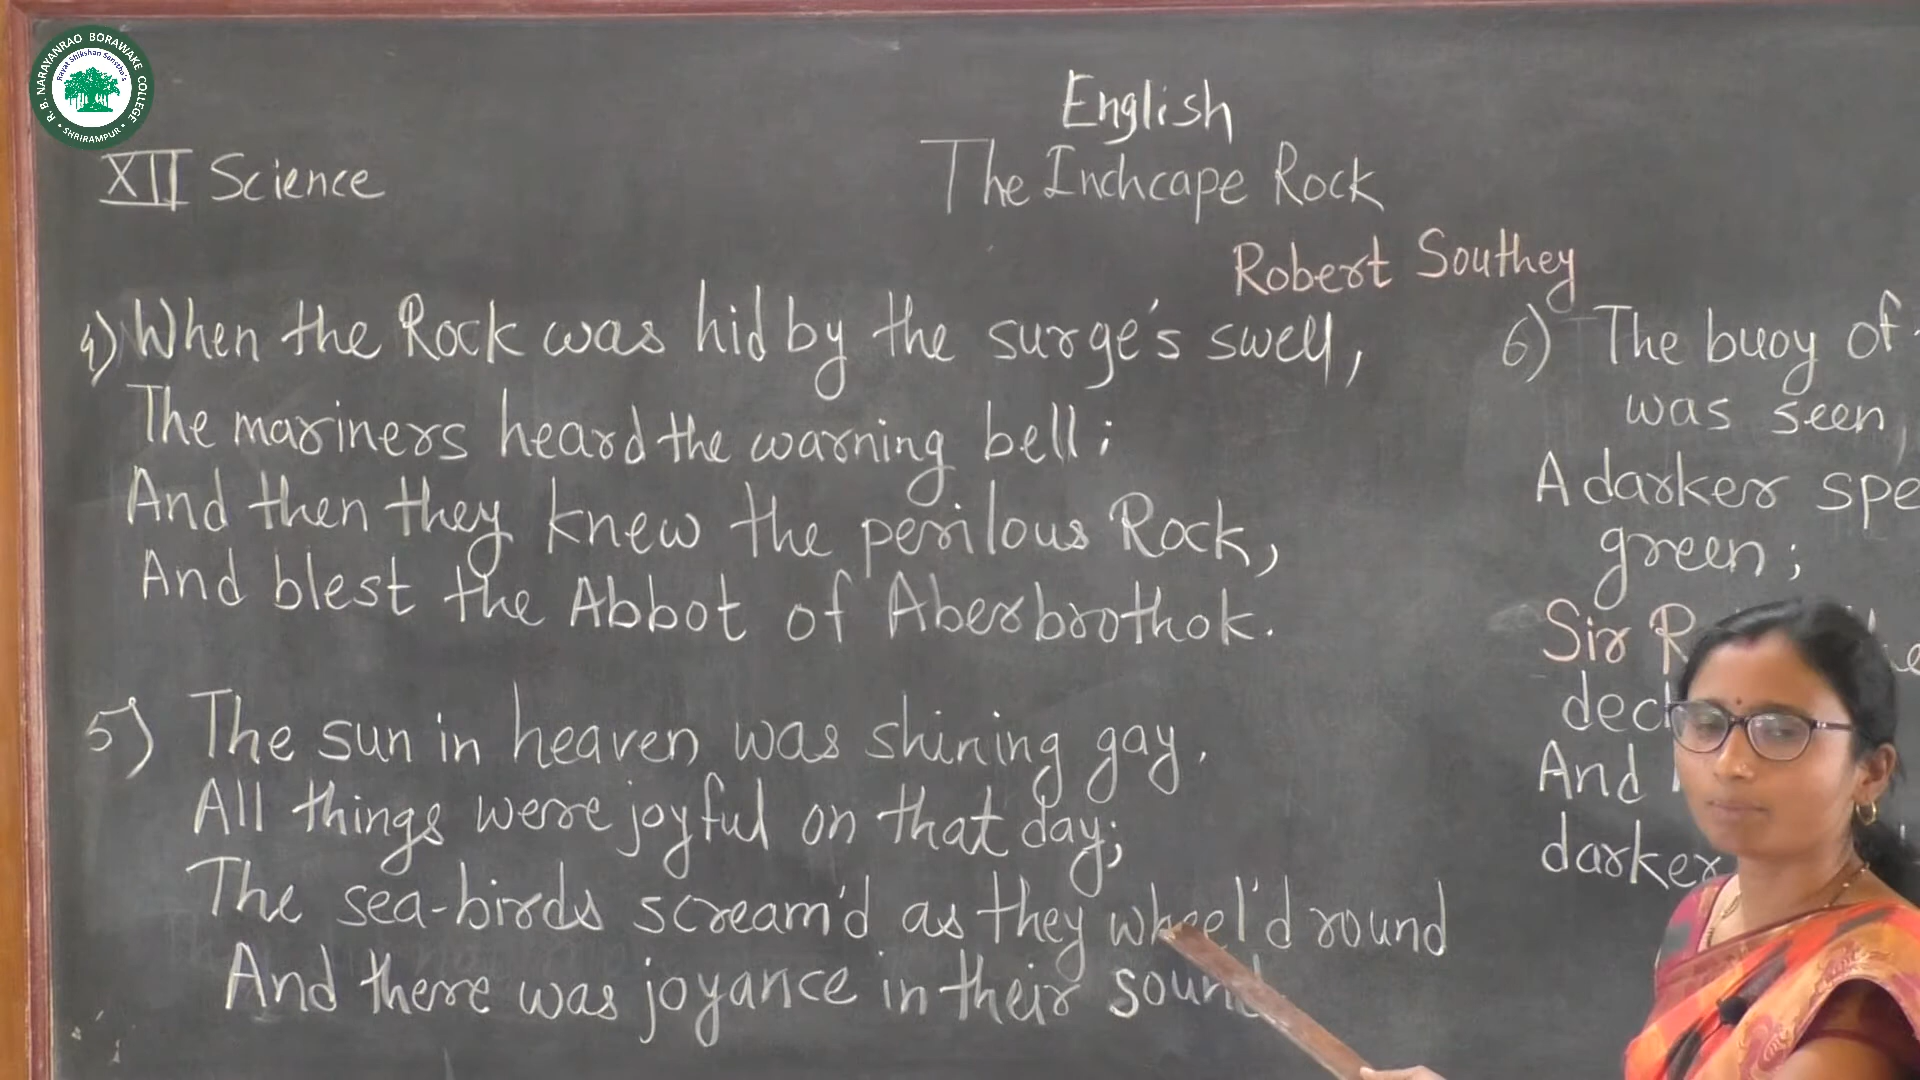 R. B. NARAYANRAO BORAWAKE COLLEGE
Rayat Shikshan Sanstha's
• SHRIRAMPUR •
English
XII Science
The Inchcape Rock
Robert Southey
4) When the Rock was hid by the surge's swell,
The mariners heard the warning bell;
And then they knew the perilous Rock,
And blest the Abbot of Aberbrothok.
5) The sun in heaven was shining gay.
All things were joyful on that day;
The sea-birds scream'd as they wheel'd round
And there was joyance in their sound
6) The buoy of
was seen,
A darker spe
green;
Sir R
dec
And
darker